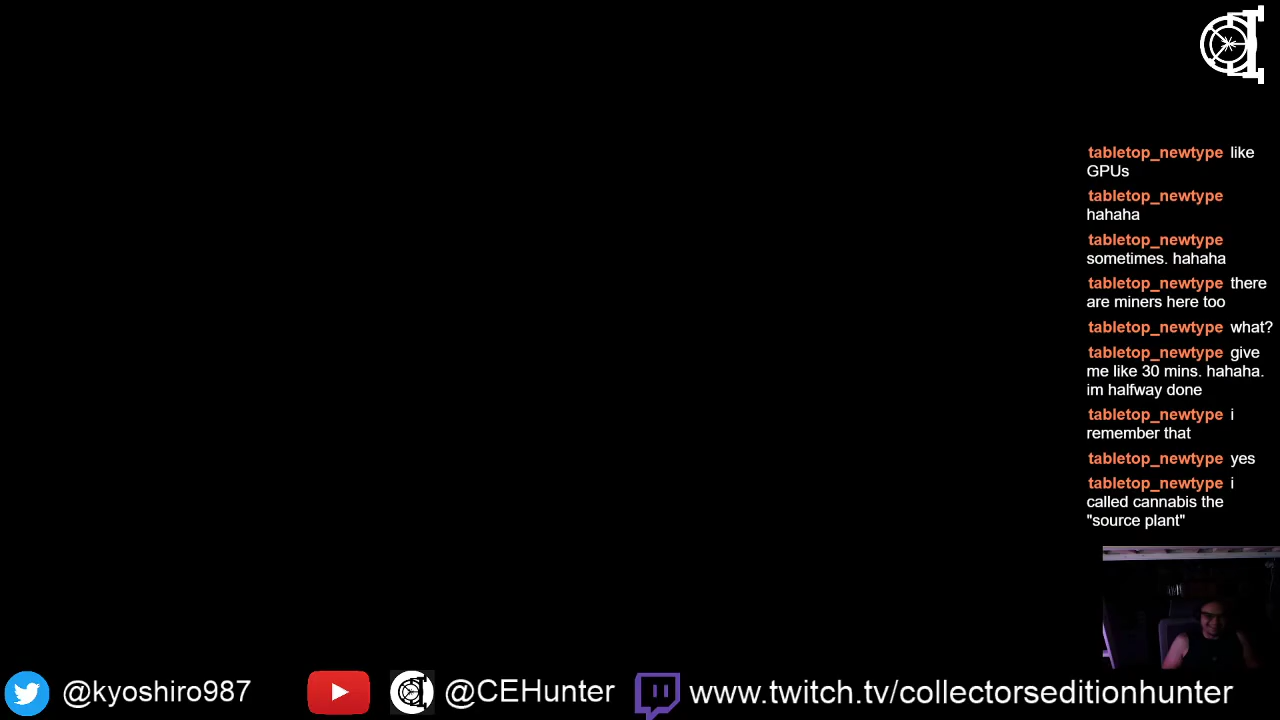 tabletop_newtype like
GPUs
tabletop_newtype
hahaha
tabletop_newtype
sometimes. hahaha
tabletop_newtype there
are miners here too
tabletop_newtype what?
tabletop_newtype give
me like 30 mins. hahaha.
im halfway done
tabletop_newtype i
remember that
tabletop_newtype yes
tabletop_newtype i
called cannabis the
"source plant"
@kyoshiro987 @CEHunter www.twitch.tv/collectorseditionhunter